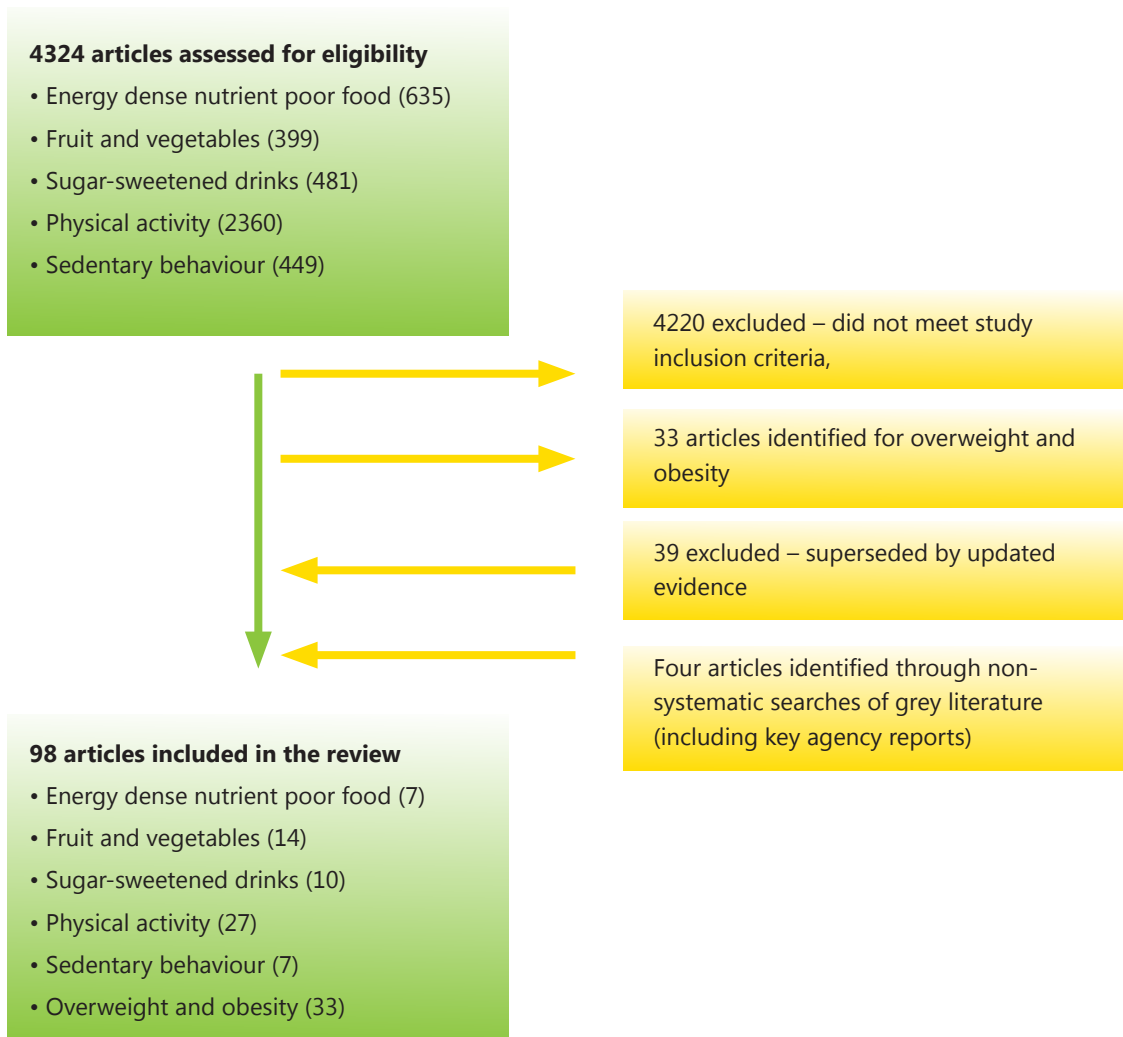 4324 articles assessed for eligibility
• Energy dense nutrient poor food (635)
• Fruit and vegetables (399)
• Sugar-sweetened drinks (481)
• Physical activity (2360)
• Sedentary behaviour (449)
4220 excluded – did not meet study
inclusion criteria,
33 articles identified for overweight and
obesity
39 excluded – superseded by updated
evidence
Four articles identified through non-
systematic searches of grey literature
(including key agency reports)
98 articles included in the review
• Energy dense nutrient poor food (7)
• Fruit and vegetables (14)
• Sugar-sweetened drinks (10)
• Physical activity (27)
• Sedentary behaviour (7)
• Overweight and obesity (33)